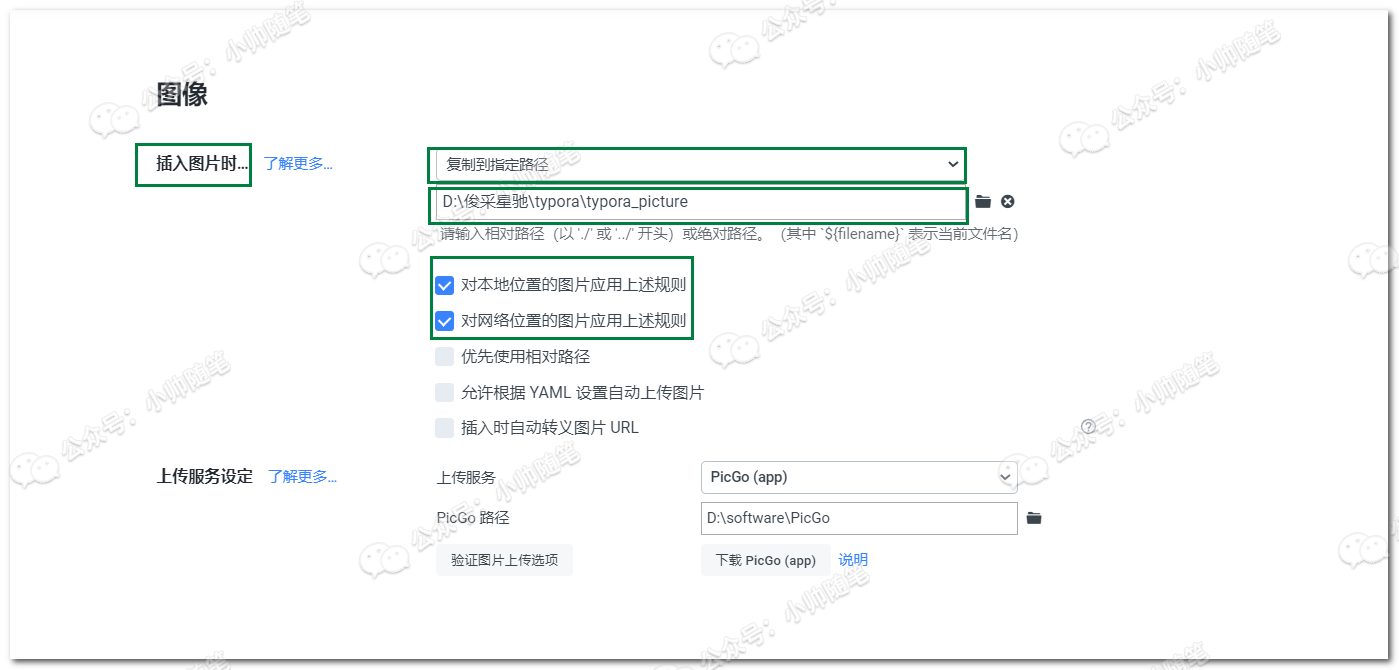 图像
插入图片时... 了解更多...
复制到指定路径
D:\俊采星驰\typora\typora_picture
请输入相对路径（以 './' 或 '../' 开头）或绝对路径。 （其中 `${filename}` 表示当前文件名）
对本地位置的图片应用上述规则
对网络位置的图片应用上述规则
优先使用相对路径
允许根据 YAML 设置自动上传图片
插入时自动转义图片 URL
上传服务设定 了解更多...
上传服务 PicGo (app)
PicGo 路径 D:\software\PicGo
验证图片上传选项 下载 PicGo (app) 说明
公众号：小帅随笔